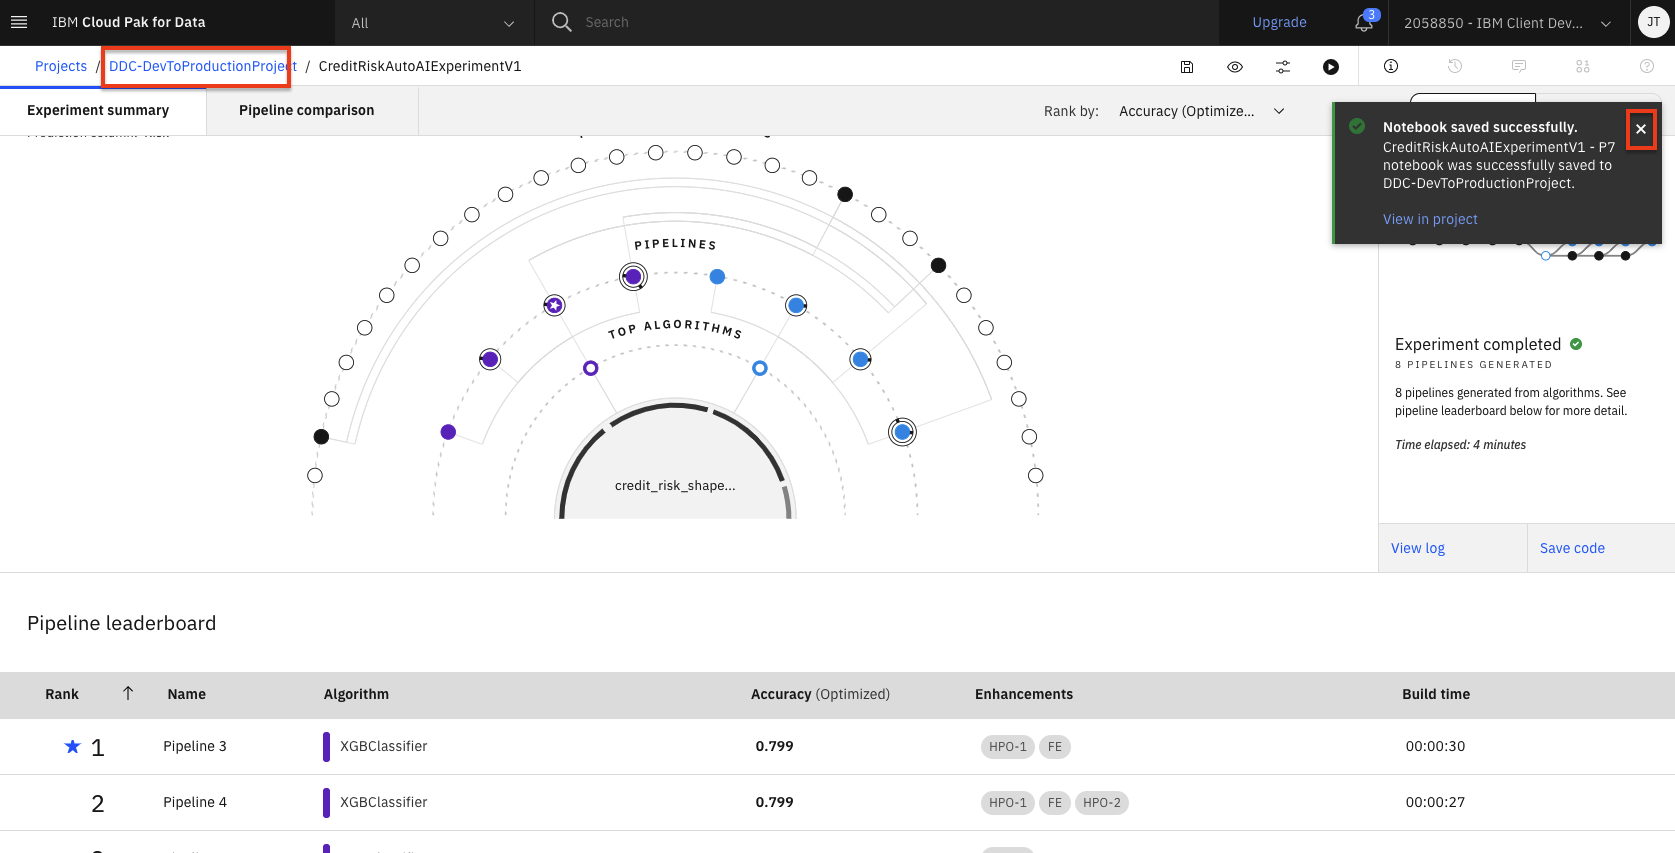 IBM Cloud Pak for Data
All
Search
Upgrade
3
2058850 - IBM Client Dev...
JT
Projects / DDC-DevToProductionProject / CreditRiskAutoAIExperimentV1
Experiment summary
Pipeline comparison
Rank by: Accuracy (Optimize...
Notebook saved successfully.
CreditRiskAutoAIExperimentV1 - P7
notebook was successfully saved to
DDC-DevToProductionProject.
View in project
PIPELINES
TOP ALGORITHMS
credit_risk_shape...
Experiment completed
8 PIPELINES GENERATED
8 pipelines generated from algorithms. See
pipeline leaderboard below for more detail.
Time elapsed: 4 minutes
View log
Save code
Pipeline leaderboard
Rank Name Algorithm Accuracy (Optimized) Enhancements Build time
1 Pipeline 3 XGBClassifier 0.799 HPO-1 FE 00:00:30
2 Pipeline 4 XGBClassifier 0.799 HPO-1 FE HPO-2 00:00:27